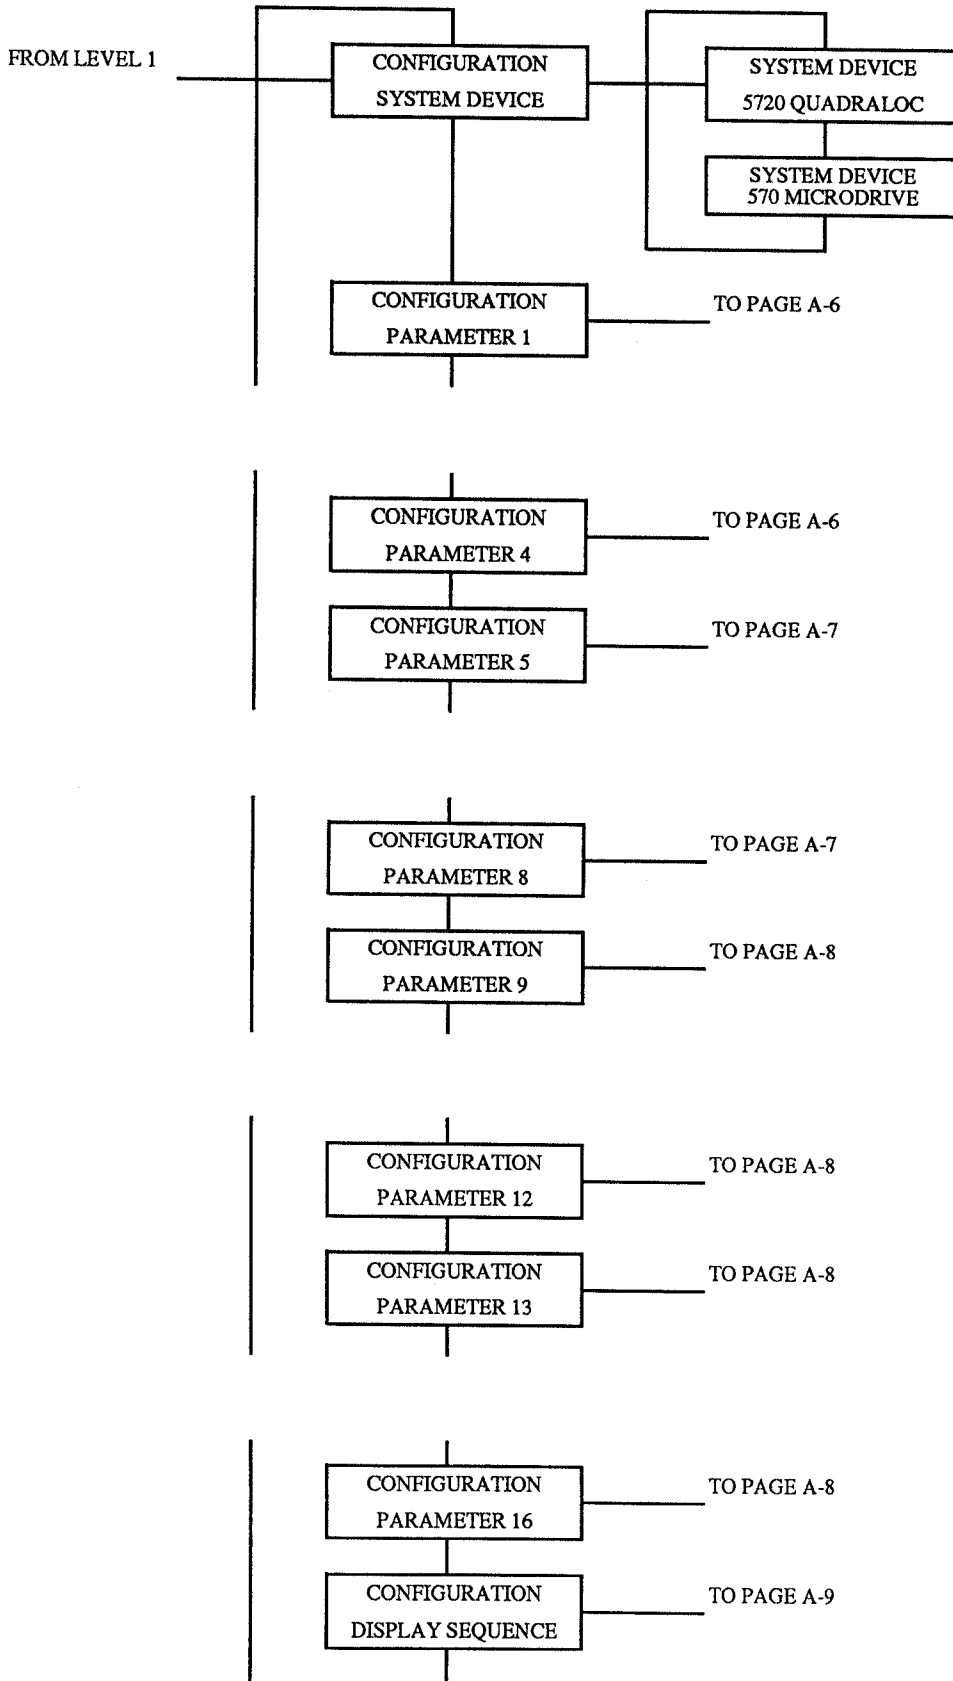 FROM LEVEL 1
CONFIGURATION
SYSTEM DEVICE
SYSTEM DEVICE
5720 QUADRALOC
SYSTEM DEVICE
570 MICRODRIVE
CONFIGURATION
PARAMETER 1
TO PAGE A-6
CONFIGURATION
PARAMETER 4
TO PAGE A-6
CONFIGURATION
PARAMETER 5
TO PAGE A-7
CONFIGURATION
PARAMETER 8
TO PAGE A-7
CONFIGURATION
PARAMETER 9
TO PAGE A-8
CONFIGURATION
PARAMETER 12
TO PAGE A-8
CONFIGURATION
PARAMETER 13
TO PAGE A-8
CONFIGURATION
PARAMETER 16
TO PAGE A-8
CONFIGURATION
DISPLAY SEQUENCE
TO PAGE A-9